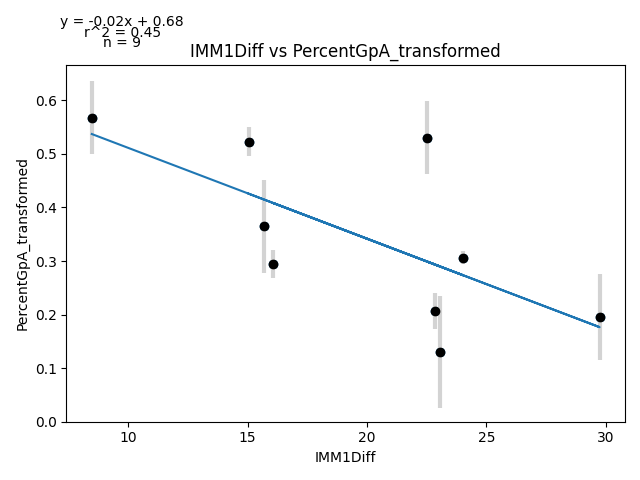 y = -0.02x + 0.68
r^2 = 0.45
n = 9
IMM1Diff vs PercentGpA_transformed
PercentGpA_transformed
0.6
0.5
0.4
0.3
0.2
0.1
0.0
10
15
20
25
30
IMM1Diff